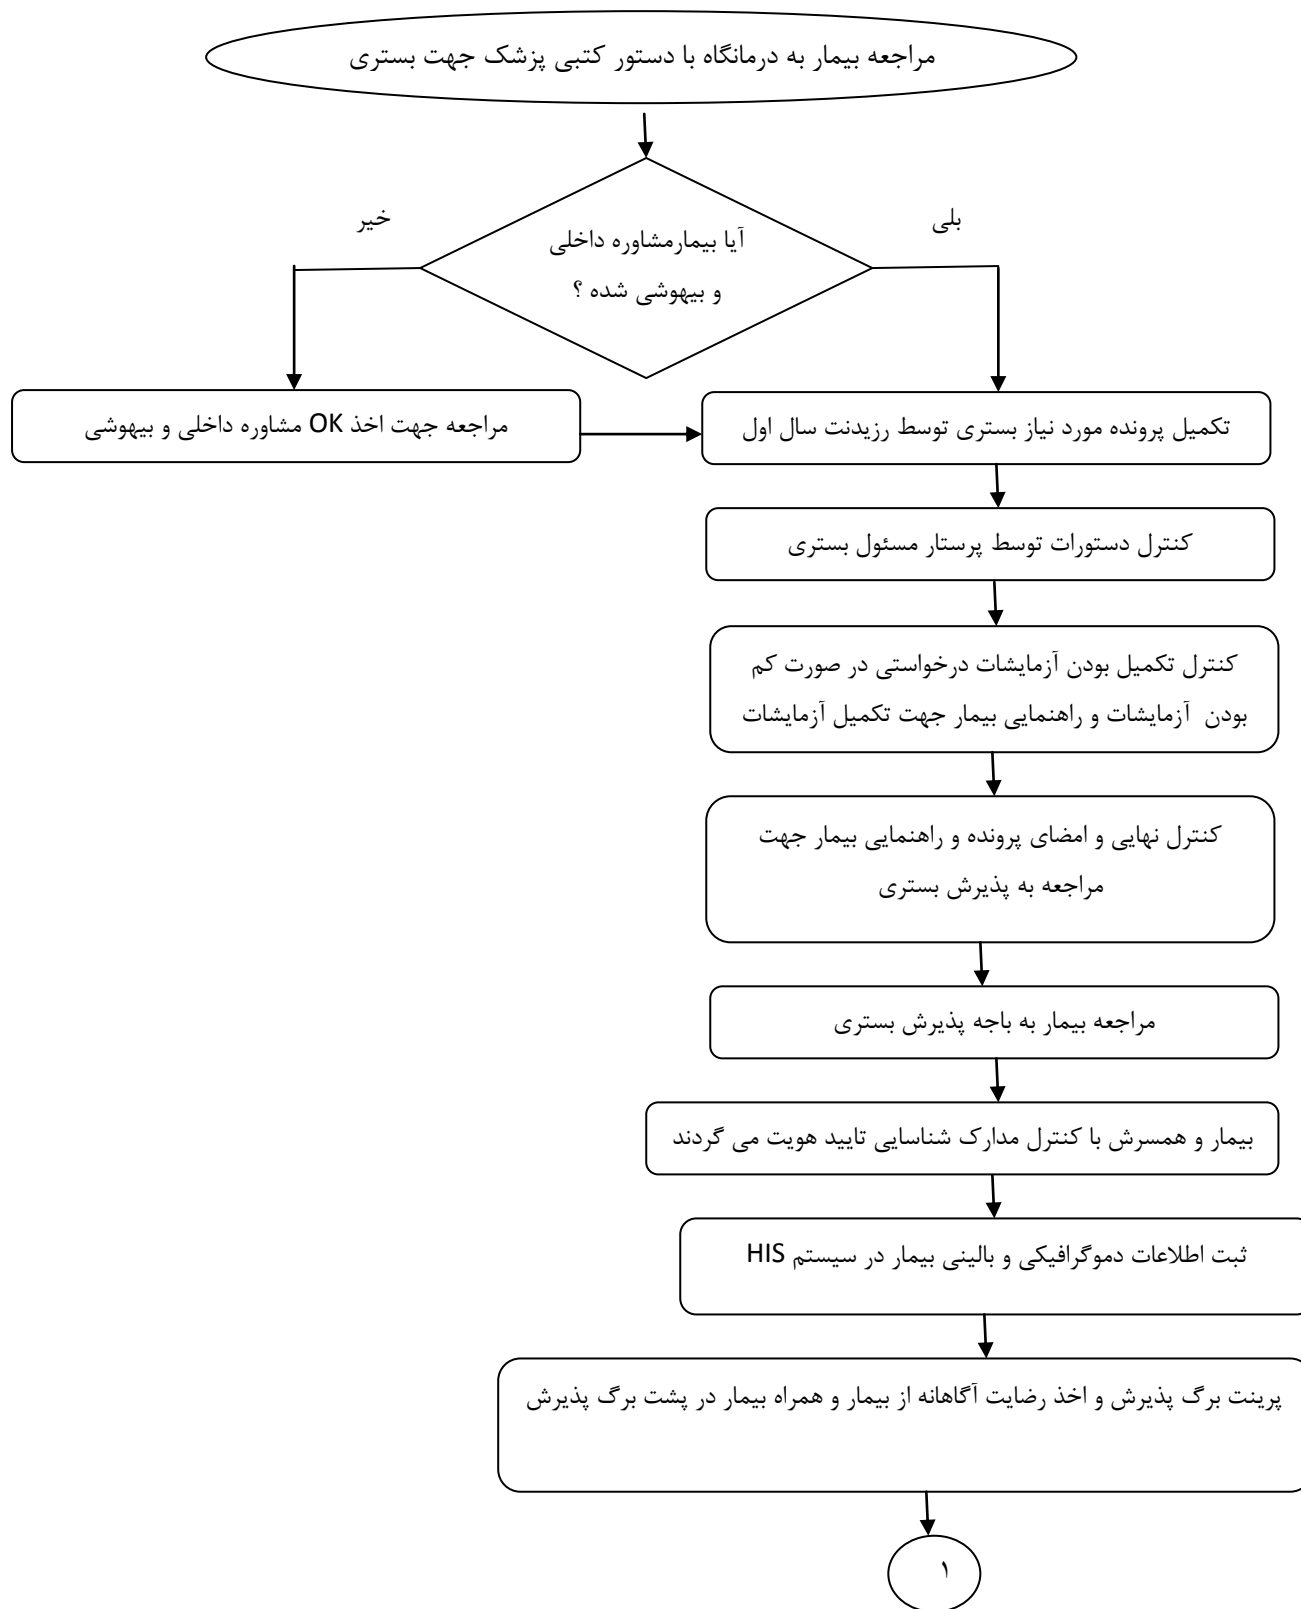 مراجعه بیمار به درمانگاه با دستور کتبی پزشک جهت بستری
بلی
خیر
آیا بیمارمشاوره داخلی
و بیهوشی شده ؟
مراجعه جهت اخذ OK مشاوره داخلی و بیهوشی
تکمیل پرونده مورد نیاز بستری توسط رزیدنت سال اول
کنترل دستورات توسط پرستار مسئول بستری
کنترل تکمیل بودن آزمایشات درخواستی در صورت کم
بودن آزمایشات و راهنمایی بیمار جهت تکمیل آزمایشات
کنترل نهایی و امضای پرونده و راهنمایی بیمار جهت
مراجعه به پذیرش بستری
مراجعه بیمار به باجه پذیرش بستری
بیمار و همسرش با کنترل مدارک شناسایی تایید هویت می گردند
ثبت اطلاعات دموگرافیکی و بالینی بیمار در سیستم HIS
پرینت برگ پذیرش و اخذ رضایت آگاهانه از بیمار و همراه بیمار در پشت برگ پذیرش
۱